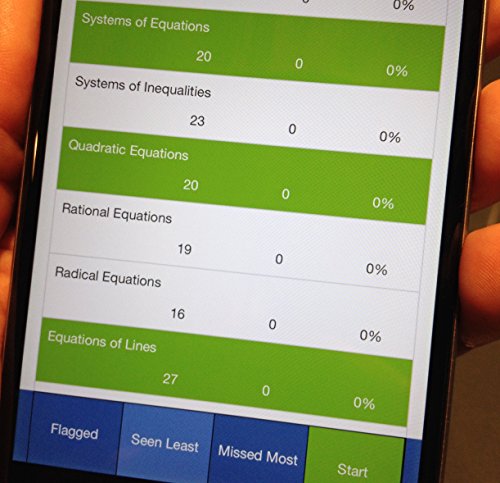 0%
Systems of Equations
20 0 0%
Systems of Inequalities
23 0 0%
Quadratic Equations
20 0 0%
Rational Equations
19 0 0%
Radical Equations
16 0 0%
Equations of Lines
27 0 0%
Flagged Seen Least Missed Most Start